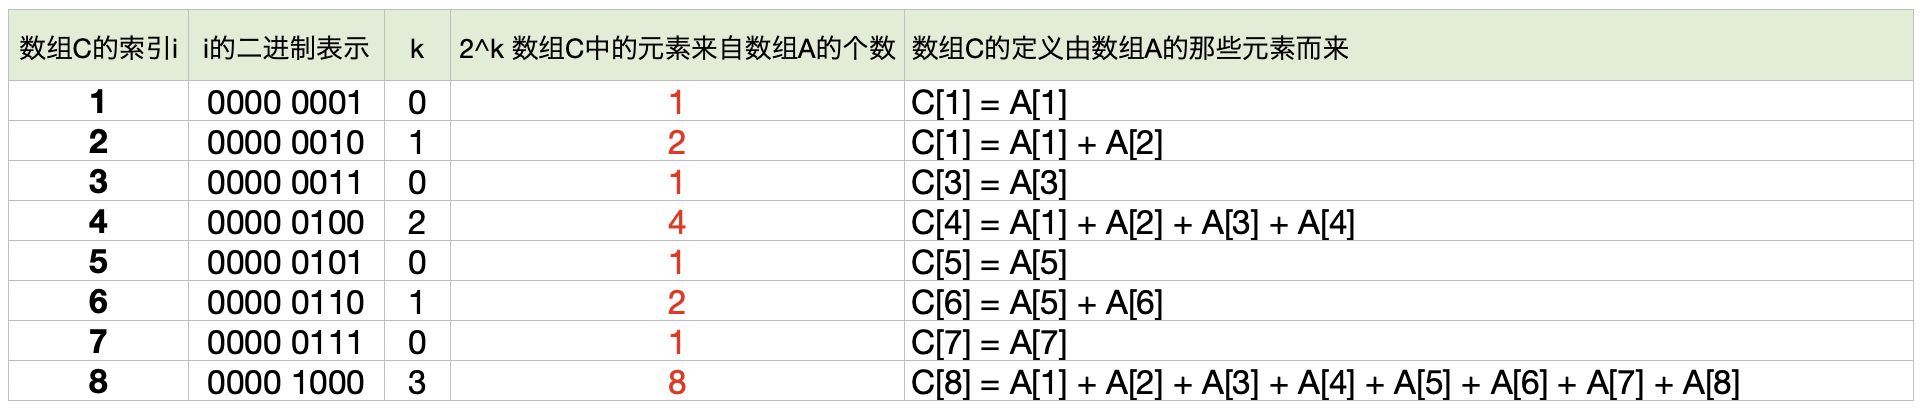 数组C的索引i i的二进制表示 k 2^k 数组C中的元素来自数组A的个数 数组C的定义由数组A的那些元素而来
1 0000 0001 0 1 C[1] = A[1]
2 0000 0010 1 2 C[1] = A[1] + A[2]
3 0000 0011 0 1 C[3] = A[3]
4 0000 0100 2 4 C[4] = A[1] + A[2] + A[3] + A[4]
5 0000 0101 0 1 C[5] = A[5]
6 0000 0110 1 2 C[6] = A[5] + A[6]
7 0000 0111 0 1 C[7] = A[7]
8 0000 1000 3 8 C[8] = A[1] + A[2] + A[3] + A[4] + A[5] + A[6] + A[7] + A[8]